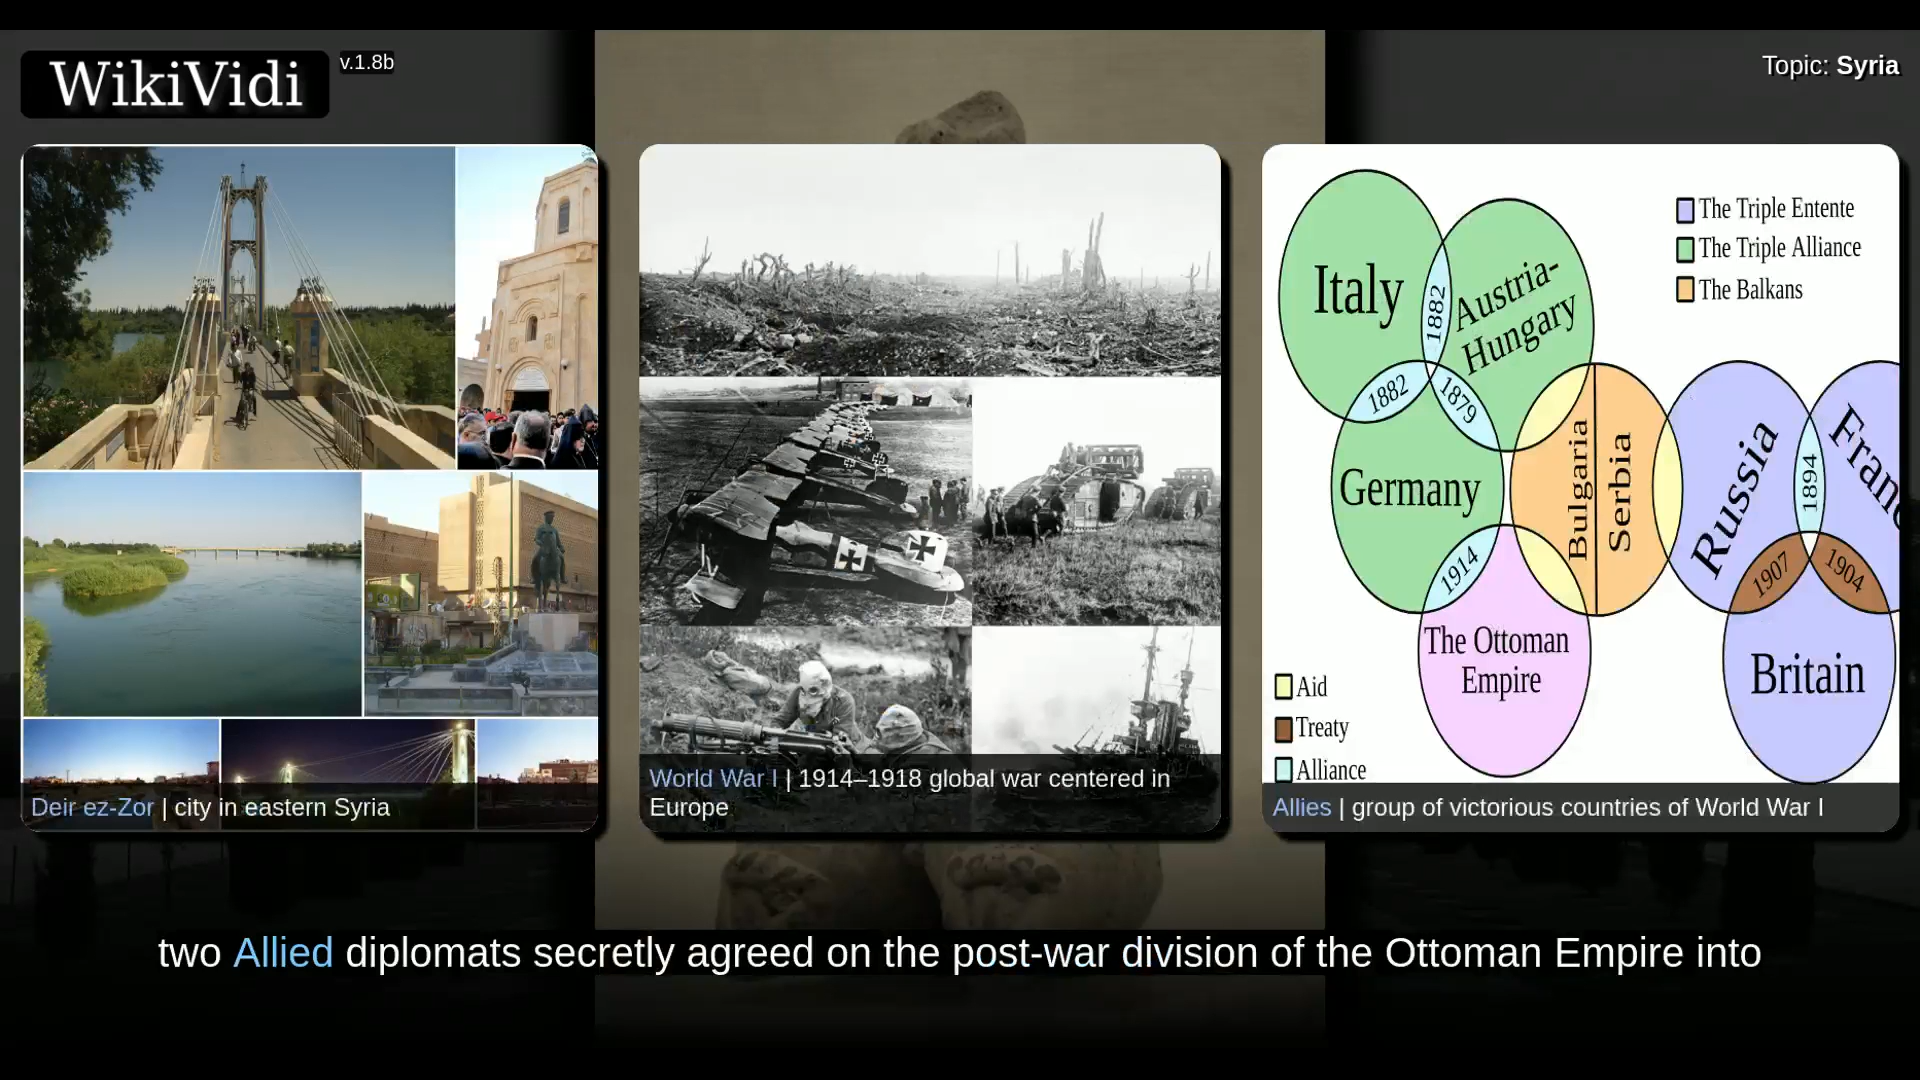 WikiVidi
v.1.8b
Topic: Syria
Deir ez-Zor | city in eastern Syria
World War I | 1914–1918 global war centered in
Europe
The Triple Entente
The Triple Alliance
The Balkans
Italy
1882
Austria-
Hungary
1882
1879
Germany
Bulgaria
Serbia
Russia
1894
Franc
1914
1907
1904
The Ottoman
Empire
Britain
Aid
Treaty
Alliance
Allies | group of victorious countries of World War I
two Allied diplomats secretly agreed on the post-war division of the Ottoman Empire into